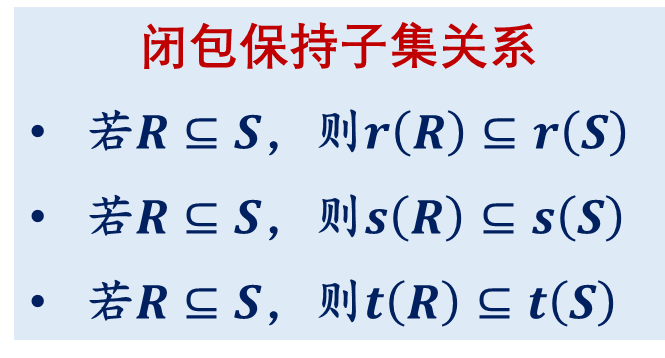 闭包保持子集关系
• 若R ⊆ S，则r(R) ⊆ r(S)
• 若R ⊆ S，则s(R) ⊆ s(S)
• 若R ⊆ S，则t(R) ⊆ t(S)